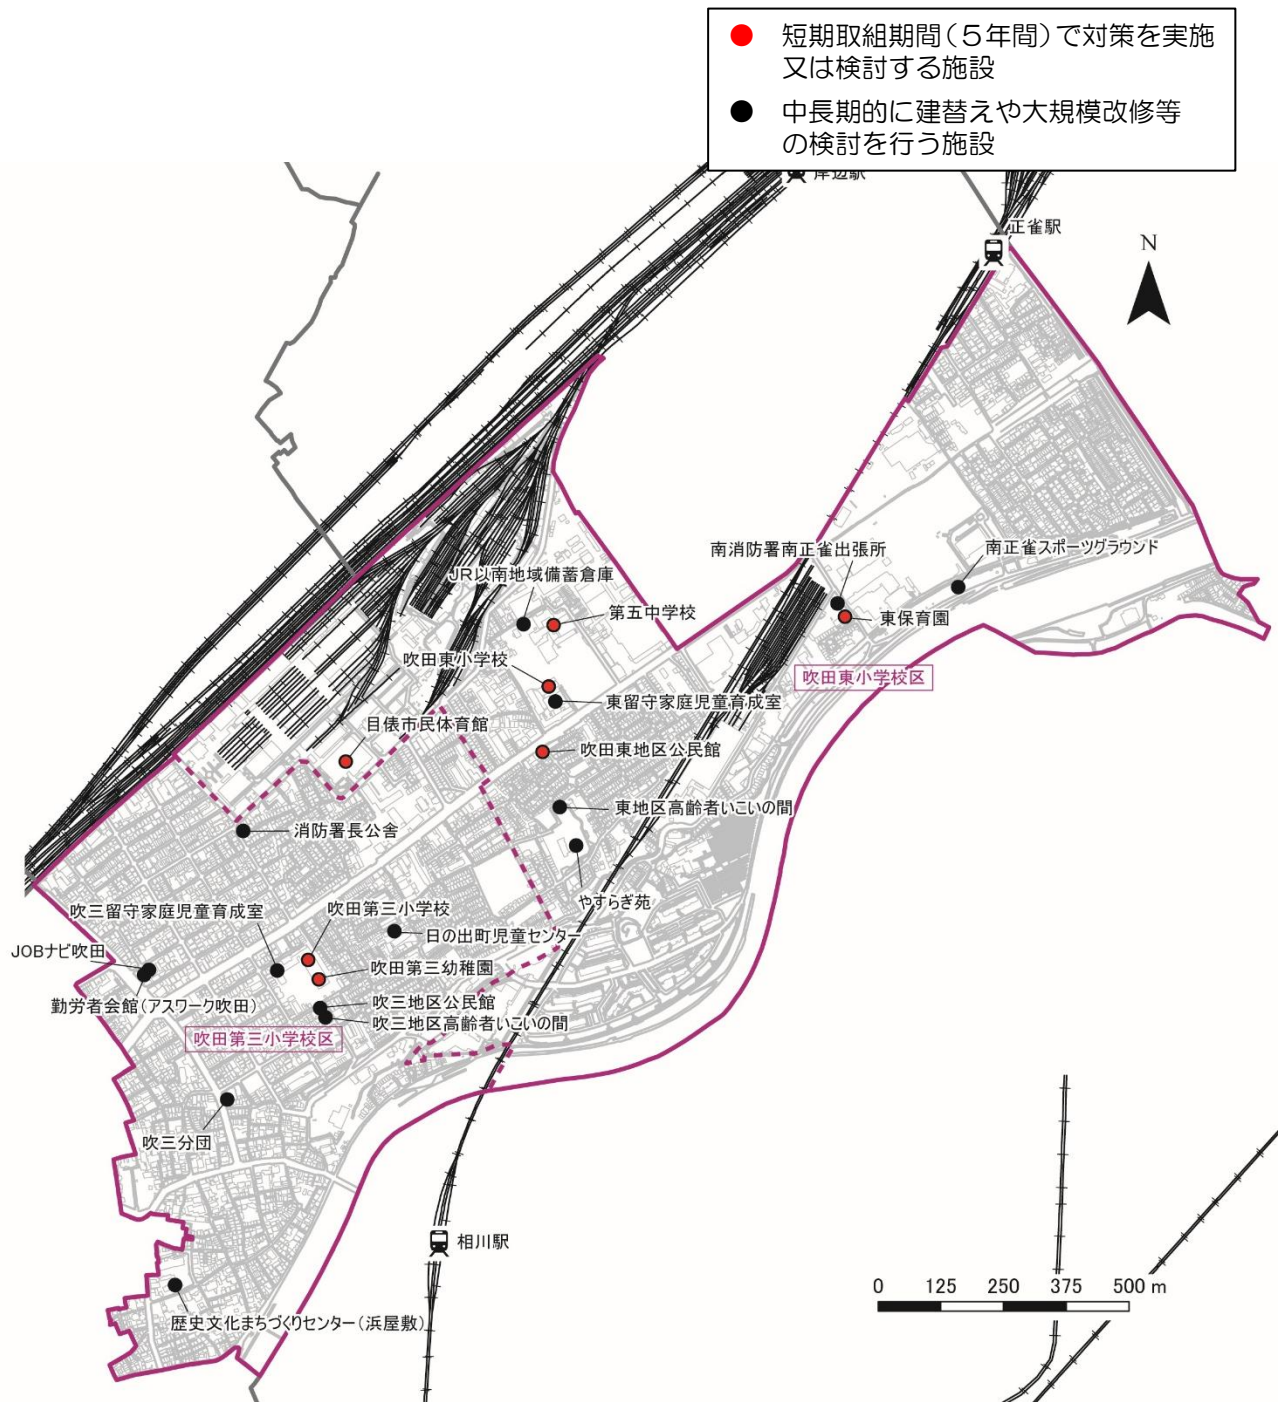 短期取組期間（５年間）で対策を実施
又は検討する施設
中長期的に建替えや大規模改修等
の検討を行う施設
岸辺駅
正雀駅
N
南消防署南正雀出張所
南正雀スポーツグラウンド
JR以南地域備蓄倉庫
第五中学校
東保育園
吹田東小学校
吹田東小学校区
東留守家庭児童育成室
目俵市民体育館
吹田東地区公民館
東地区高齢者いこいの間
消防署長公舎
やすらぎ苑
吹田第三小学校
吹三留守家庭児童育成室
日の出町児童センター
JOBナビ吹田
吹田第三幼稚園
勤労者会館（アスワーク吹田）
吹三地区公民館
吹三地区高齢者いこいの間
吹田第三小学校区
吹三分団
相川駅
0 125 250 375 500 m
歴史文化まちづくりセンター（浜屋敷）